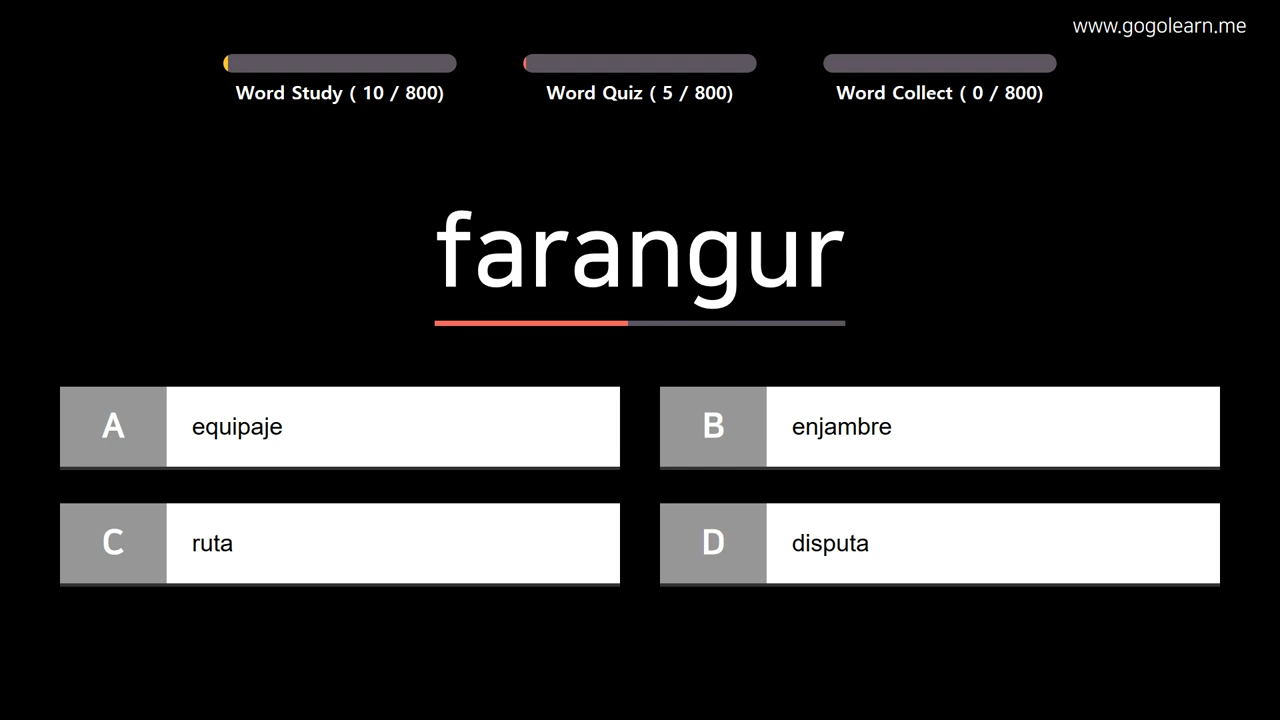 www.gogolearn.me
Word Study ( 10 / 800)
Word Quiz ( 5 / 800)
Word Collect ( 0 / 800)
farangur
A equipaje
B enjambre
C ruta
D disputa